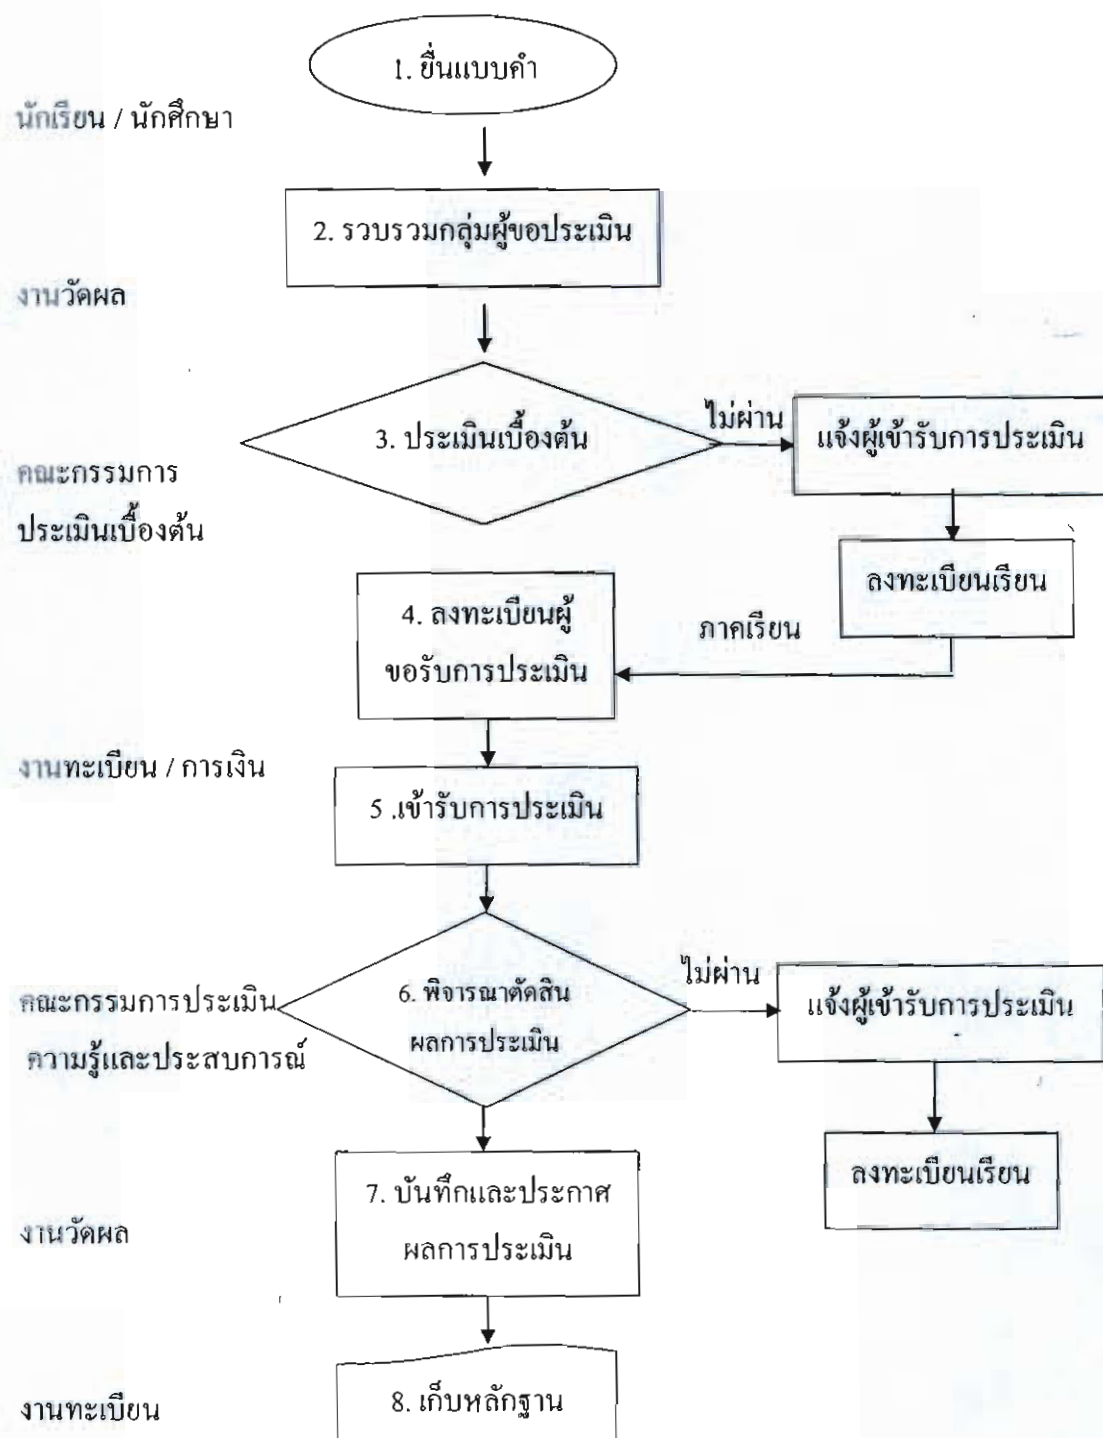 1. ยื่นแบบคำ
นักเรียน / นักศึกษา
2. รวบรวมกลุ่มผู้ขอประเมิน
งานวัดผล
3. ประเมินเบื้องต้น
ไม่ผ่าน
แจ้งผู้เข้ารับการประเมิน
คณะกรรมการ
ประเมินเบื้องต้น
ลงทะเบียนเรียน
4. ลงทะเบียนผู้
ขอรับการประเมิน
ภาคเรียน
งานทะเบียน / การเงิน
5 .เข้ารับการประเมิน
6. พิจารณาตัดสิน
ผลการประเมิน
ไม่ผ่าน
แจ้งผู้เข้ารับการประเมิน
คณะกรรมการประเมิน
ความรู้และประสบการณ์
ลงทะเบียนเรียน
7. บันทึกและประกาศ
ผลการประเมิน
งานวัดผล
8. เก็บหลักฐาน
งานทะเบียน